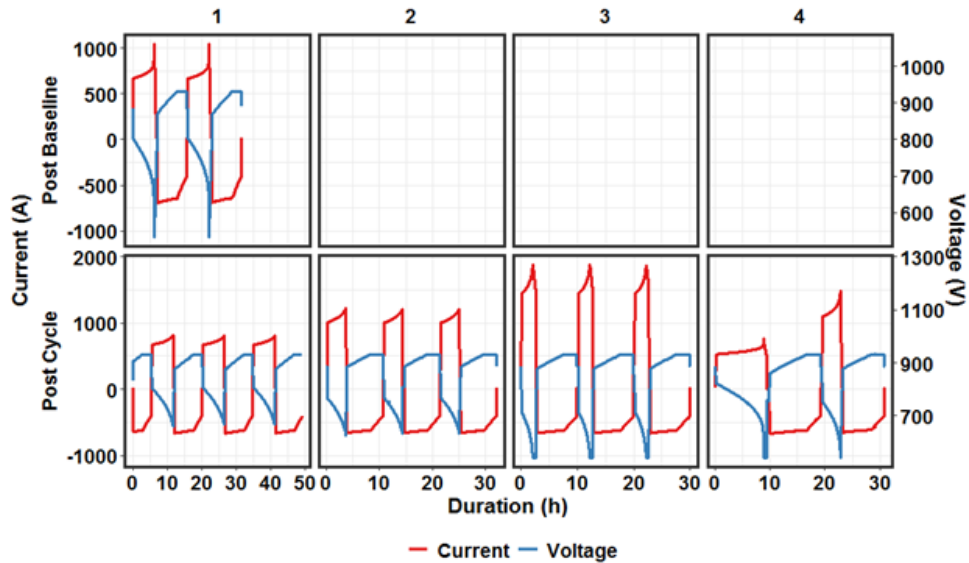 1 2 3 4
Current (A)
Post Baseline
1000
500
0
-500
-1000
1000
900
800
700
600
Post Cycle
2000
1000
0
-1000
1300
1100
900
700
Voltage (V)
0 10 20 30 40 50 0 10 20 30 0 10 20 30 0 10 20 30
Duration (h)
Current Voltage